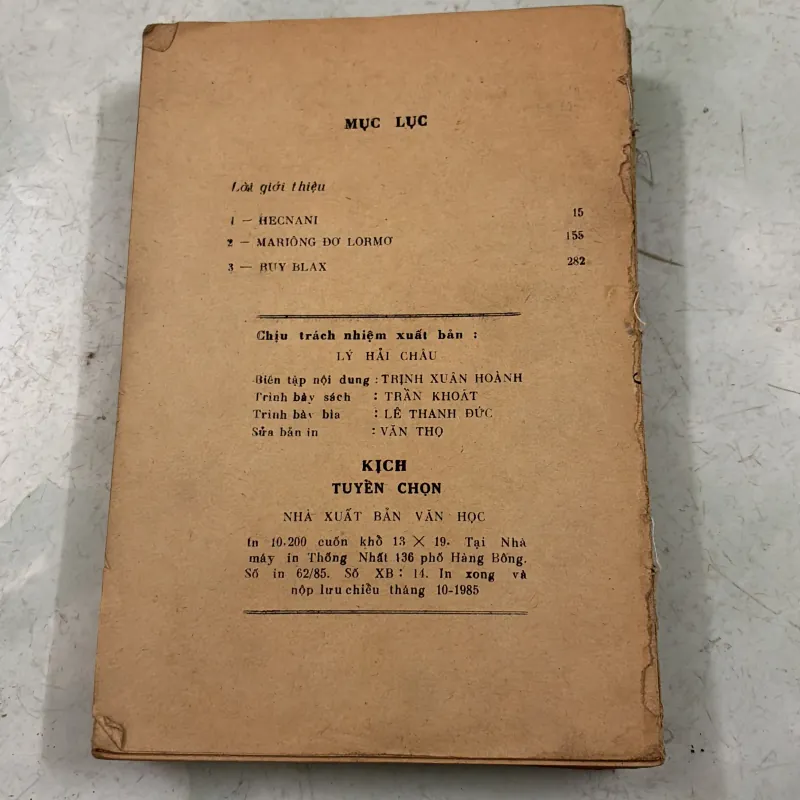 MỤC LỤC
Lời giới thiệu
1 — HECNANI 15
2 — MARIÔNG ĐƠ LORMƠ 155
3 — RUY BLAX 282
Chịu trách nhiệm xuất bản :
LÝ HẢI CHÂU
Biên tập nội dung : TRỊNH XUÂN HOÀNH
Trình bày sách : TRẦN KHOÁT
Trình bày bìa : LÊ THANH ĐỨC
Sửa bản in : VĂN THỌ
KỊCH
TUYỂN CHỌN
NHÀ XUẤT BẢN VĂN HỌC
In 10.200 cuốn khổ 13 × 19. Tại Nhà
máy in Thống Nhất 136 phố Hàng Bông.
Số in 62/85. Số XB : 14. In xong và
nộp lưu chiểu tháng 10-1985